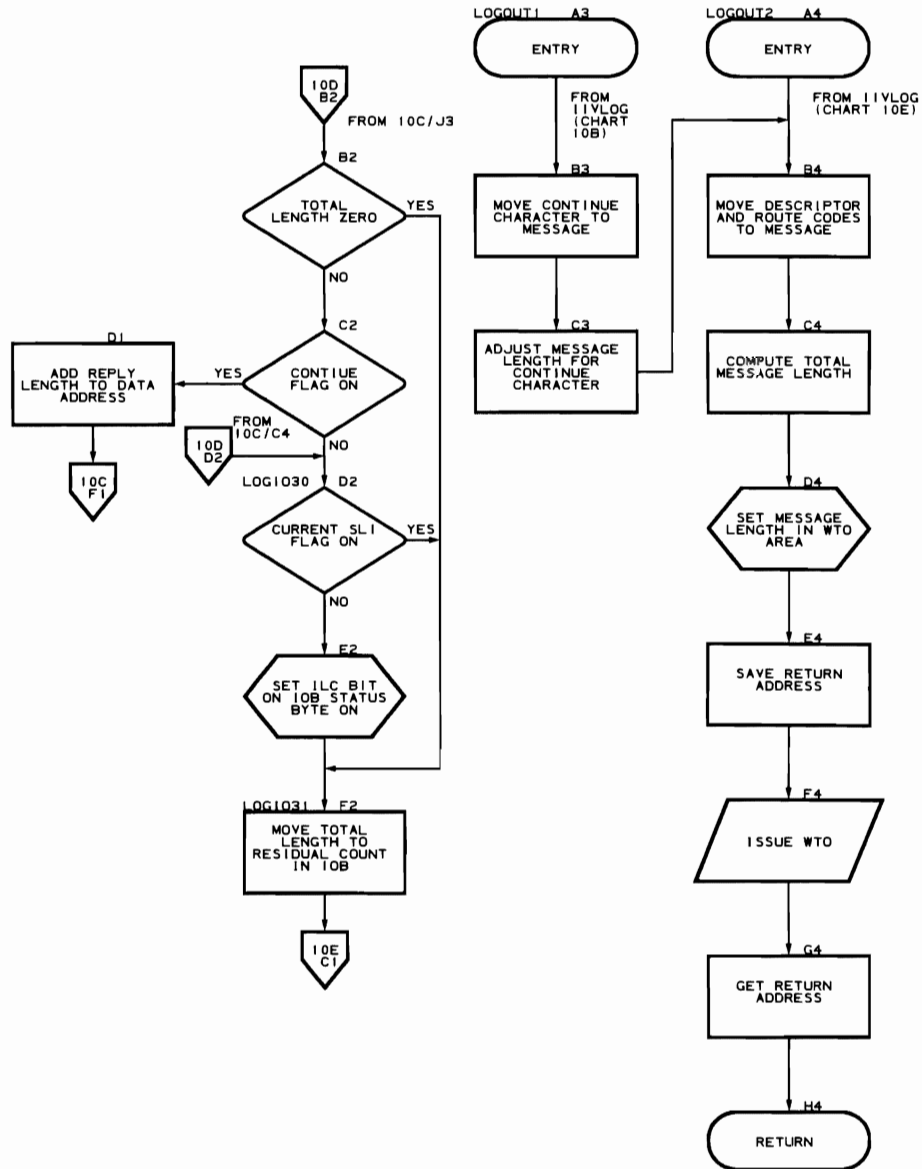 10D
B2
FROM 10C/J3
B2
TOTAL
LENGTH ZERO
YES
NO
C2
CONTIUE
FLAG ON
YES
NO
D1
ADD REPLY
LENGTH TO DATA
ADDRESS
10C
F1
FROM
10C/C4
10D
D2
LOGIO30 D2
CURRENT SLI
FLAG ON
YES
NO
E2
SET ILC BIT
ON IOB STATUS
BYTE ON
LOGIO31 F2
MOVE TOTAL
LENGTH TO
RESIDUAL COUNT
IN IOB
10E
C1
LOGOUT1 A3
ENTRY
FROM
IIVLOG
(CHART
10B)
B3
MOVE CONTINUE
CHARACTER TO
MESSAGE
C3
ADJUST MESSAGE
LENGTH FOR
CONTINUE
CHARACTER
LOGOUT2 A4
ENTRY
FROM IIVLOG
(CHART 10E)
B4
MOVE DESCRIPTOR
AND ROUTE CODES
TO MESSAGE
C4
COMPUTE TOTAL
MESSAGE LENGTH
D4
SET MESSAGE
LENGTH IN WTO
AREA
E4
SAVE RETURN
ADDRESS
F4
ISSUE WTO
G4
GET RETURN
ADDRESS
H4
RETURN